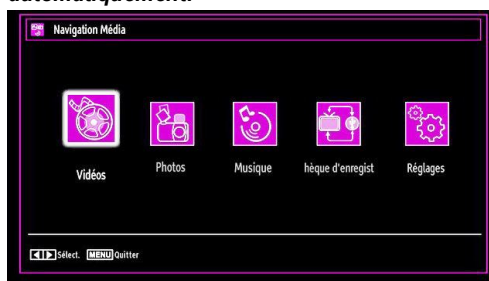 automatiquement.
Navigation Média
Vidéos Photos Musique hèque d'enregist Réglages
Sélect. MENU Quitter